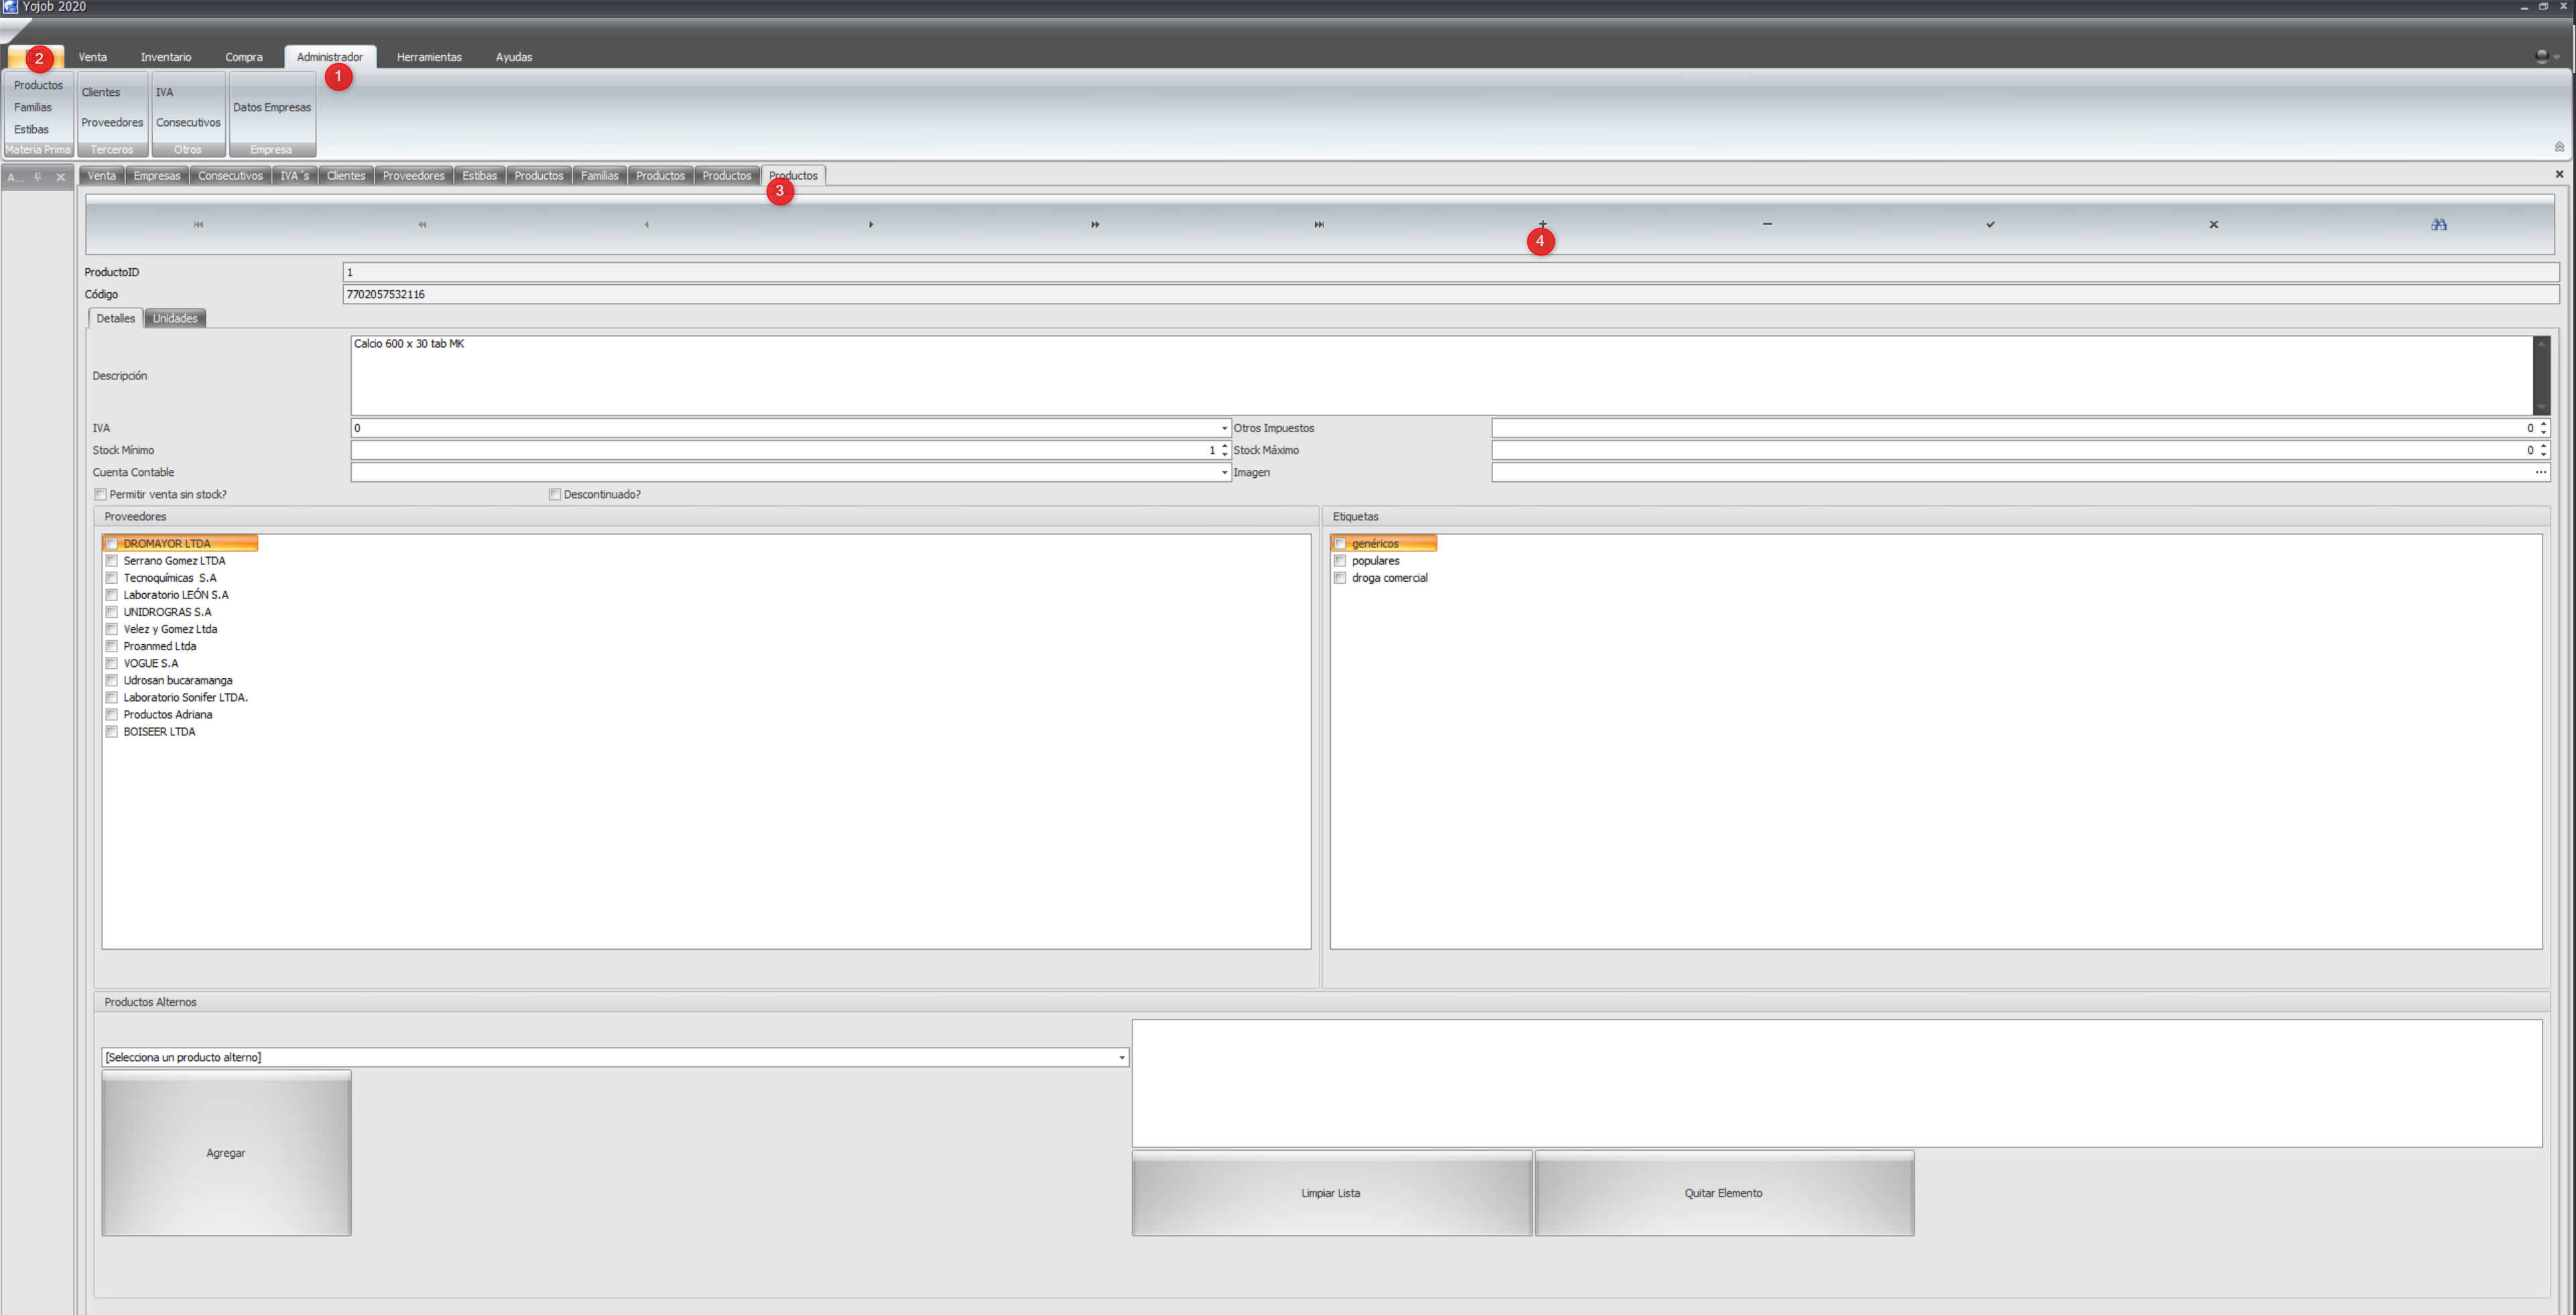 Yojob 2020
2 Venta Inventario Compra Administrador Herramientas Ayudas
1
Productos
Familias
Estibas
Materia Prima
Clientes
Proveedores
Terceros
IVA
Consecutivos
Otros
Datos Empresas
Empresa
A... Venta Empresas Consecutivos IVA´s Clientes Proveedores Estibas Productos Familias Productos Productos Productos
3
4
ProductoID 1
Código 7702057532116
Detalles Unidades
Descripción Calcio 600 x 30 tab MK
IVA 0 Otros Impuestos 0
Stock Mínimo 1 Stock Máximo 0
Cuenta Contable Imagen ...
Permitir venta sin stock? Descontinuado?
Proveedores
DROMAYOR LTDA
Serrano Gomez LTDA
Tecnoquímicas S.A
Laboratorio LEÓN S.A
UNIDROGRAS S.A
Velez y Gomez Ltda
Proanmed Ltda
VOGUE S.A
Udrosan bucaramanga
Laboratorio Sonifer LTDA.
Productos Adriana
BOISEER LTDA
Etiquetas
genéricos
populares
droga comercial
Productos Alternos
[Selecciona un producto alterno]
Agregar
Limpiar Lista Quitar Elemento